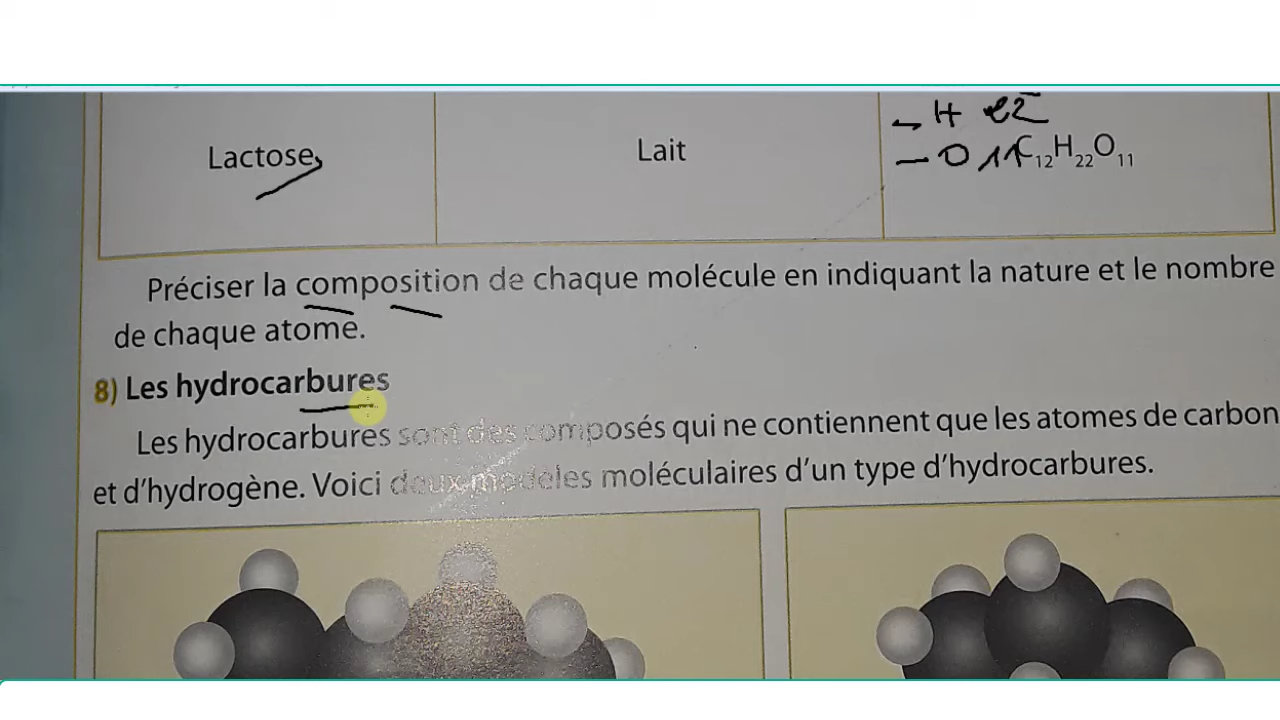 - H 22
Lactose
Lait
- O 11 C12H22O11
Préciser la composition de chaque molécule en indiquant la nature et le nombre
de chaque atome.
8) Les hydrocarbures
Les hydrocarbures sont des composés qui ne contiennent que les atomes de carbon
et d'hydrogène. Voici deux modèles moléculaires d'un type d'hydrocarbures.